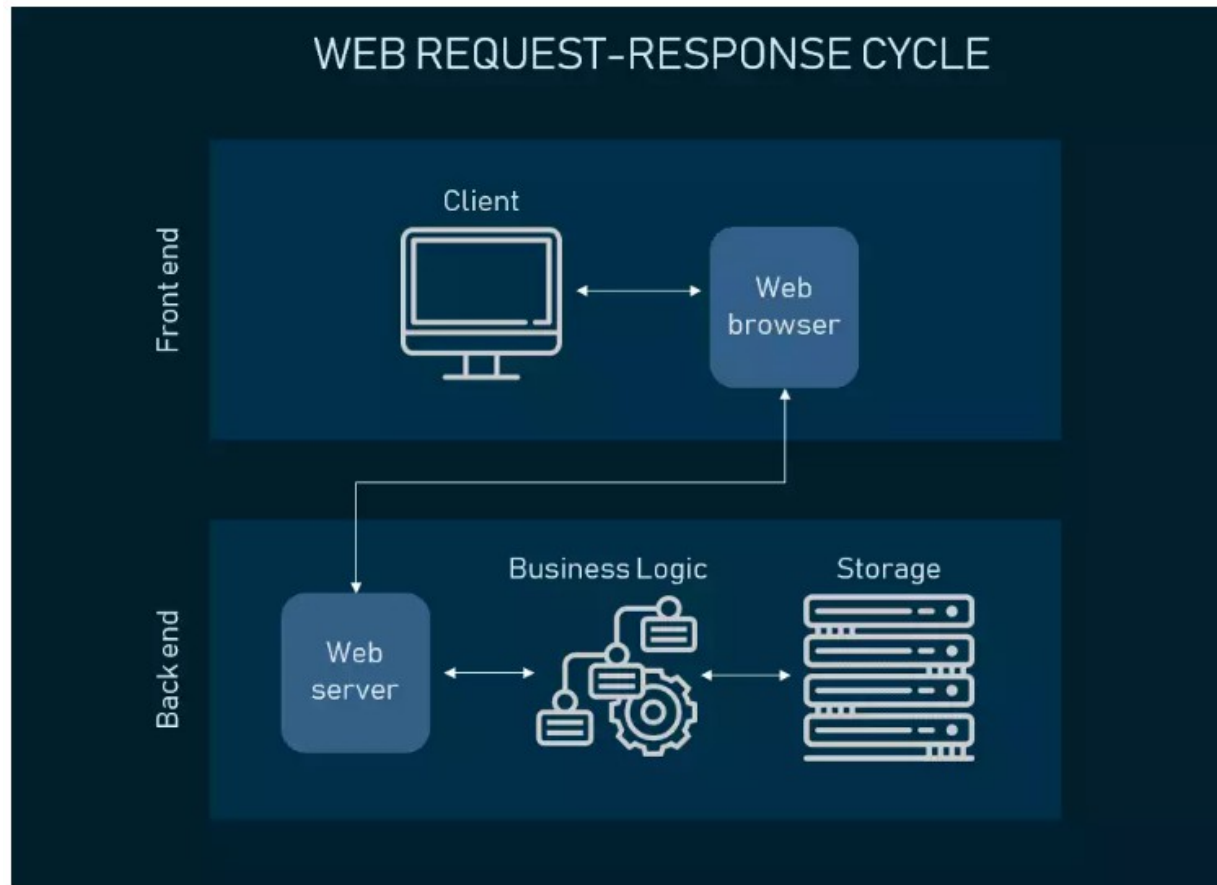 WEB REQUEST-RESPONSE CYCLE
Front end
Client
Web
browser
Back end
Web
server
Business Logic
Storage